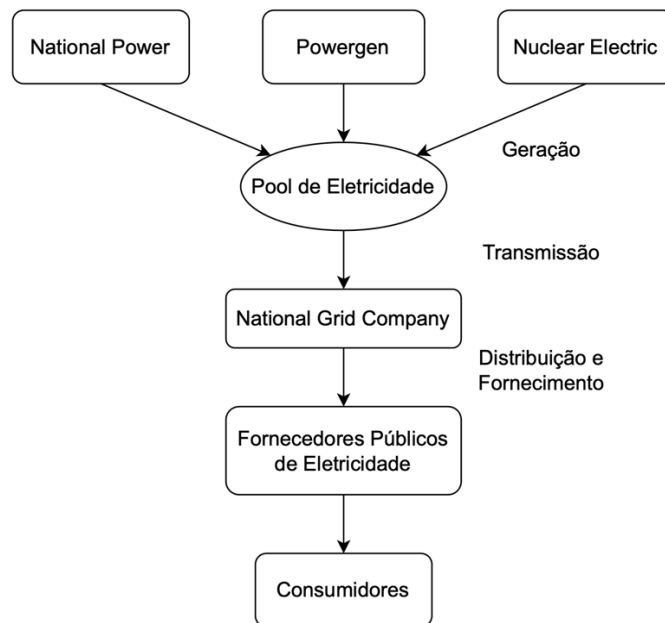 National Power
Powergen
Nuclear Electric
Geração
Pool de Eletricidade
Transmissão
National Grid Company
Distribuição e
Fornecimento
Fornecedores Públicos
de Eletricidade
Consumidores